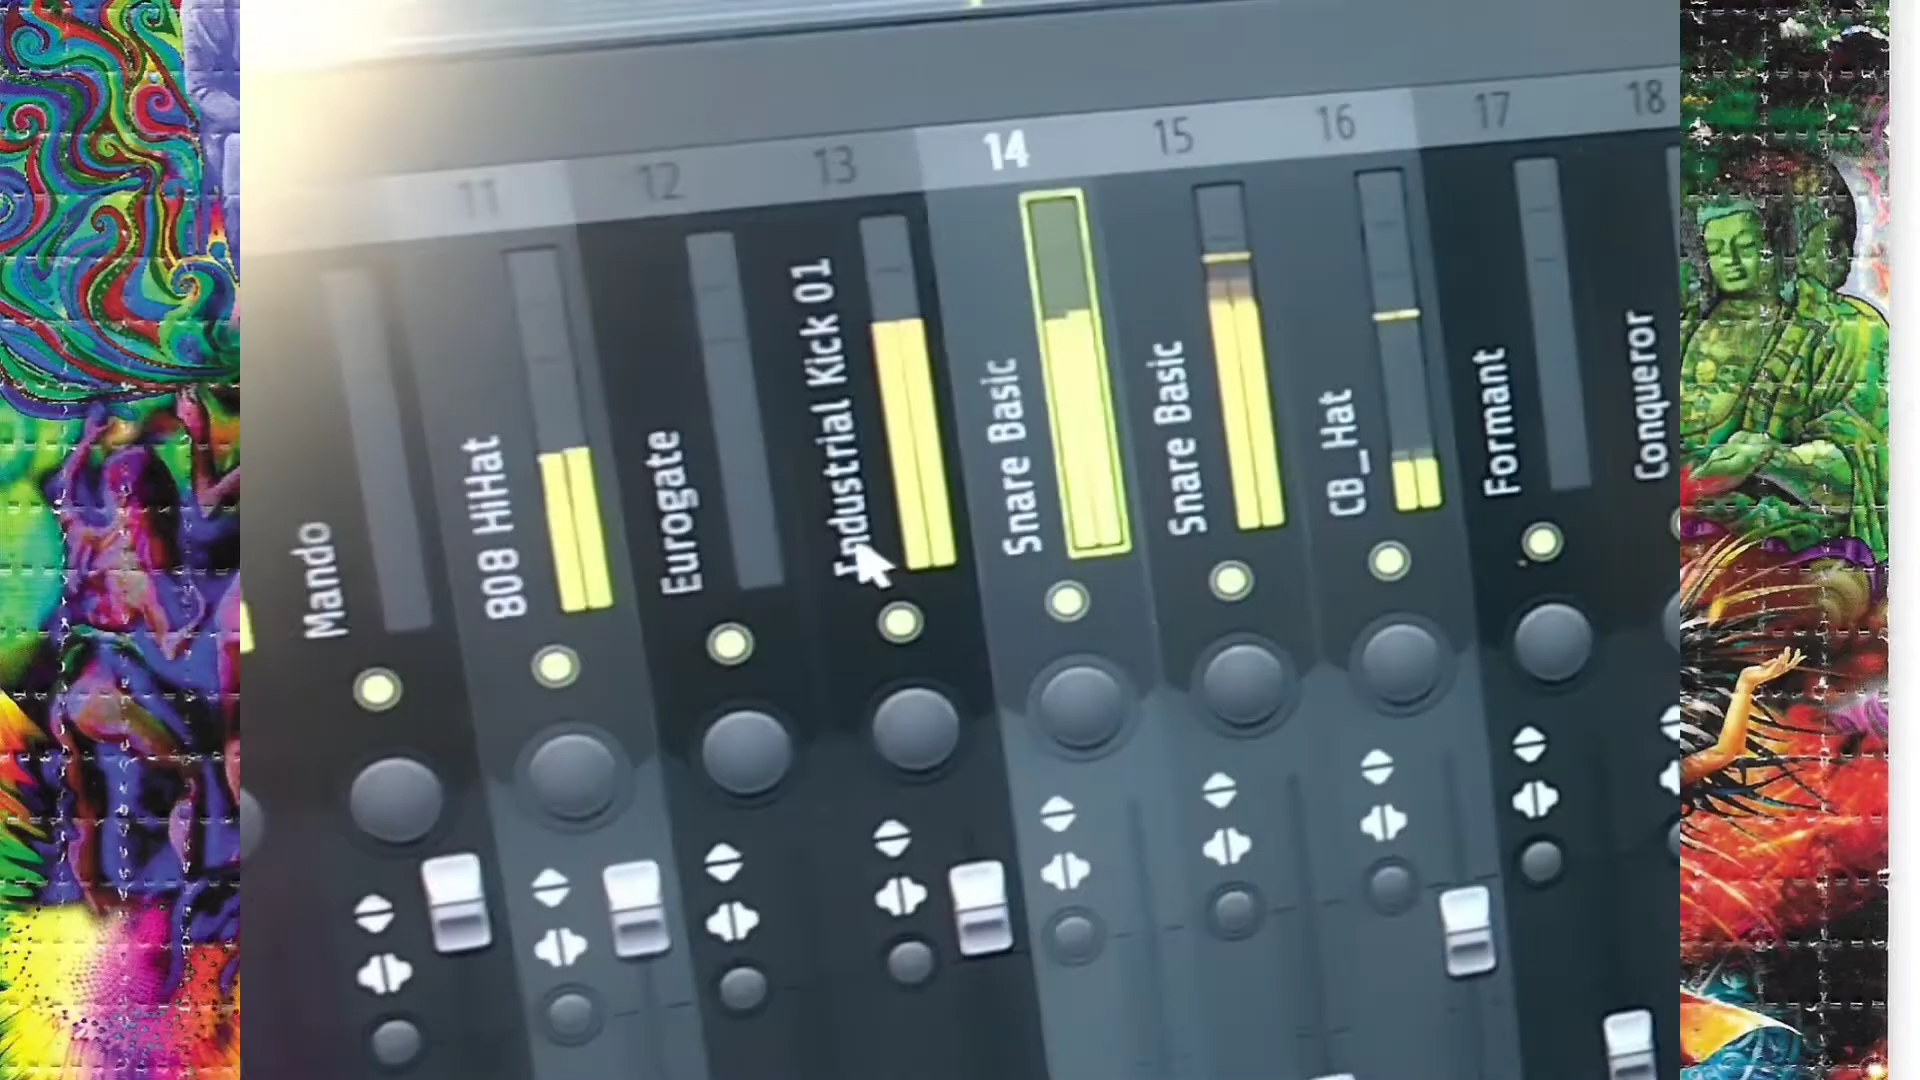 11
12
13
14
15
16
17
18
Mando
808 HiHat
Eurogate
Industrial Kick 01
Snare Basic
Snare Basic
CB_Hat
Formant
Conqueror